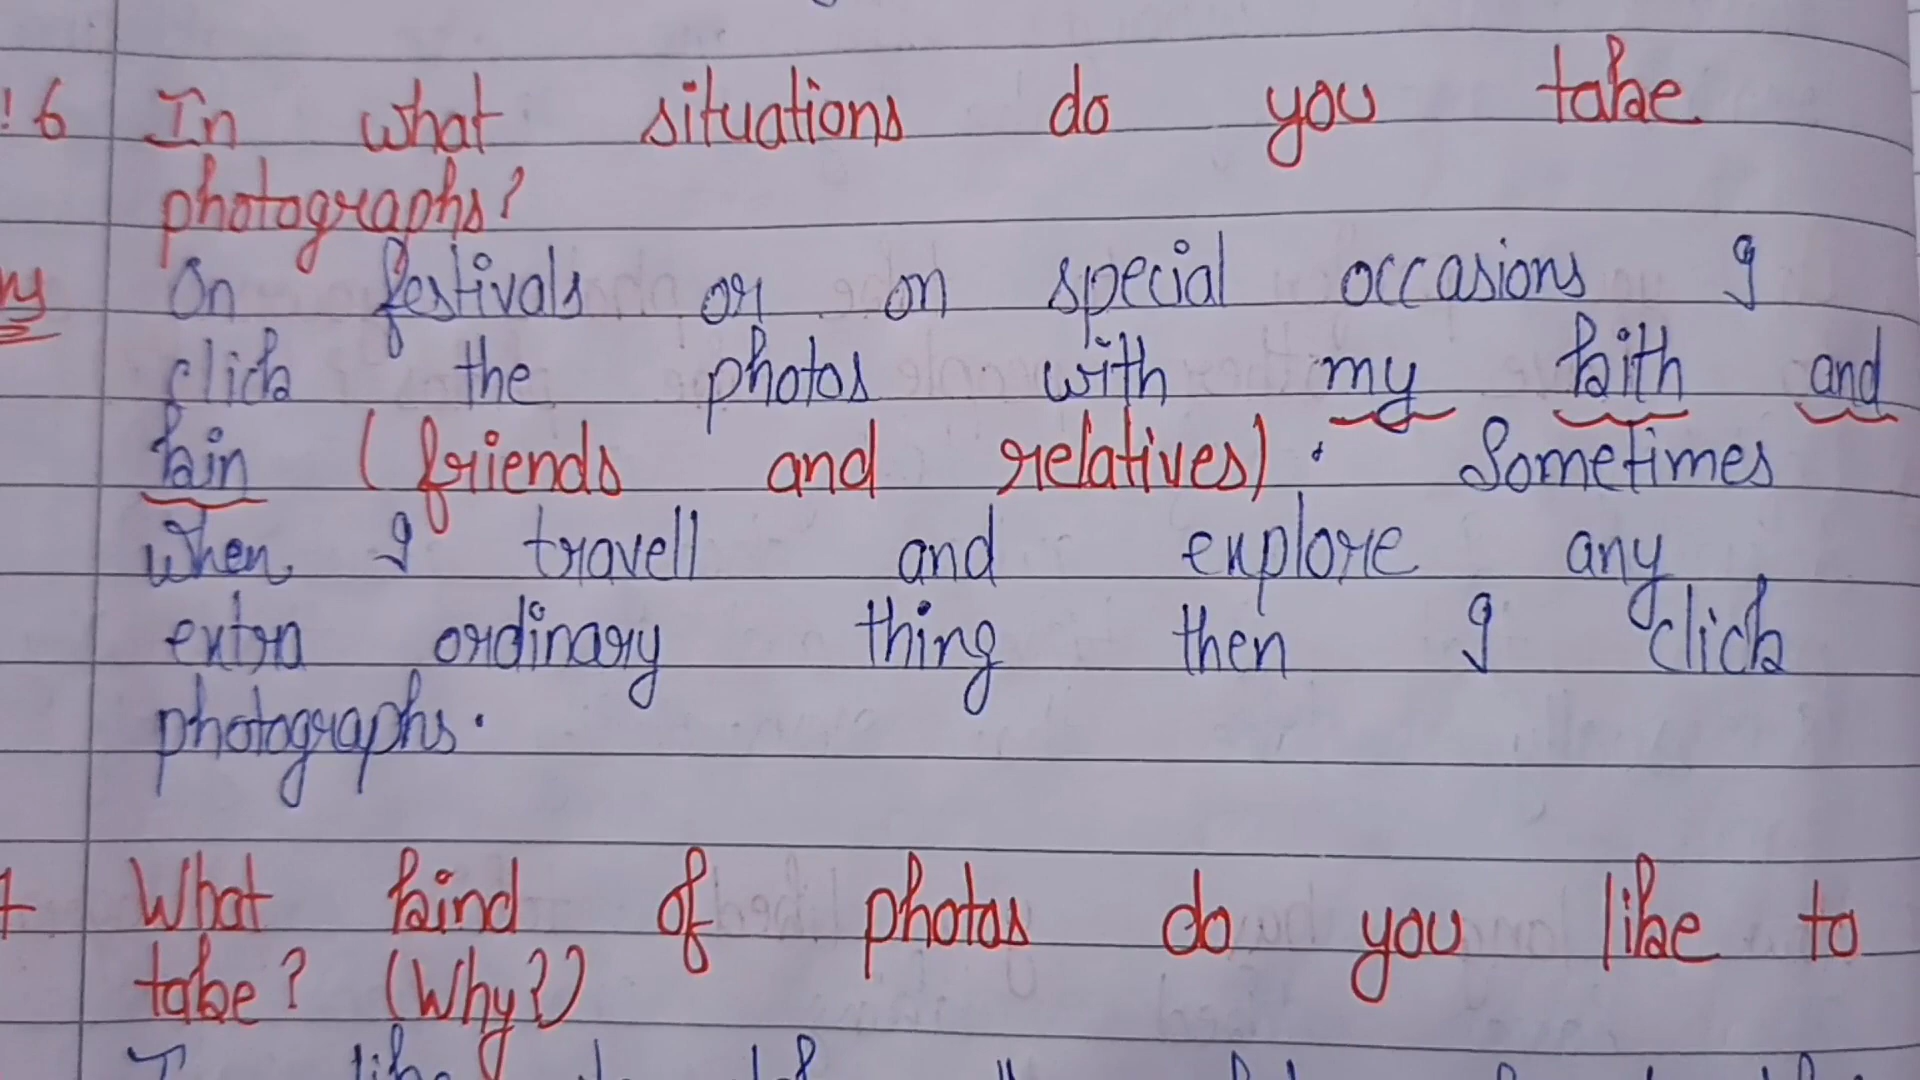 ! 6 In what situations do you take
photographs?
On festivals or on special occasions I
click the photos with my kith and
kin (friends and relatives). Sometimes
when I travell and explore any
extra ordinary thing then I click
photographs.
What kind of photos do you like to
take? (Why?)